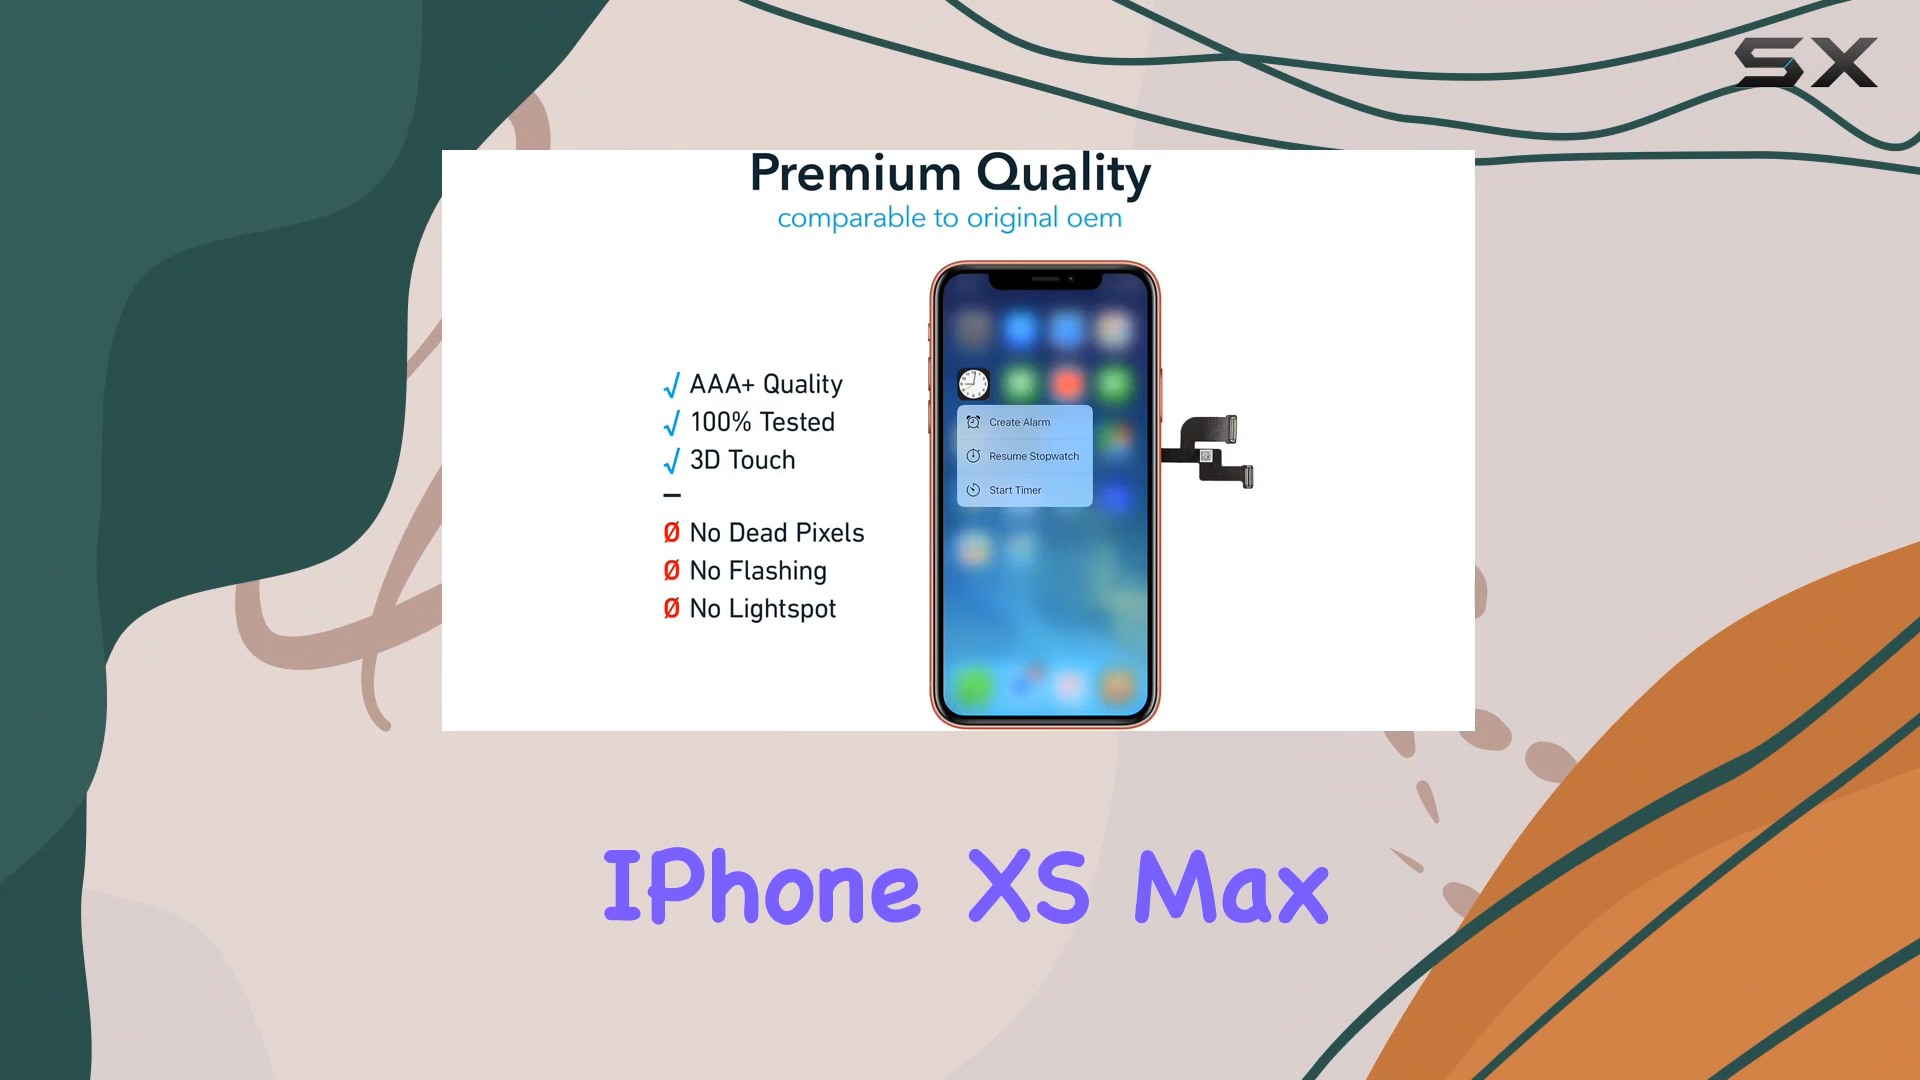 SX
Premium Quality
comparable to original oem
√ AAA+ Quality
√ 100% Tested
√ 3D Touch
–
Ø No Dead Pixels
Ø No Flashing
Ø No Lightspot
Create Alarm
Resume Stopwatch
Start Timer
IPhone XS Max